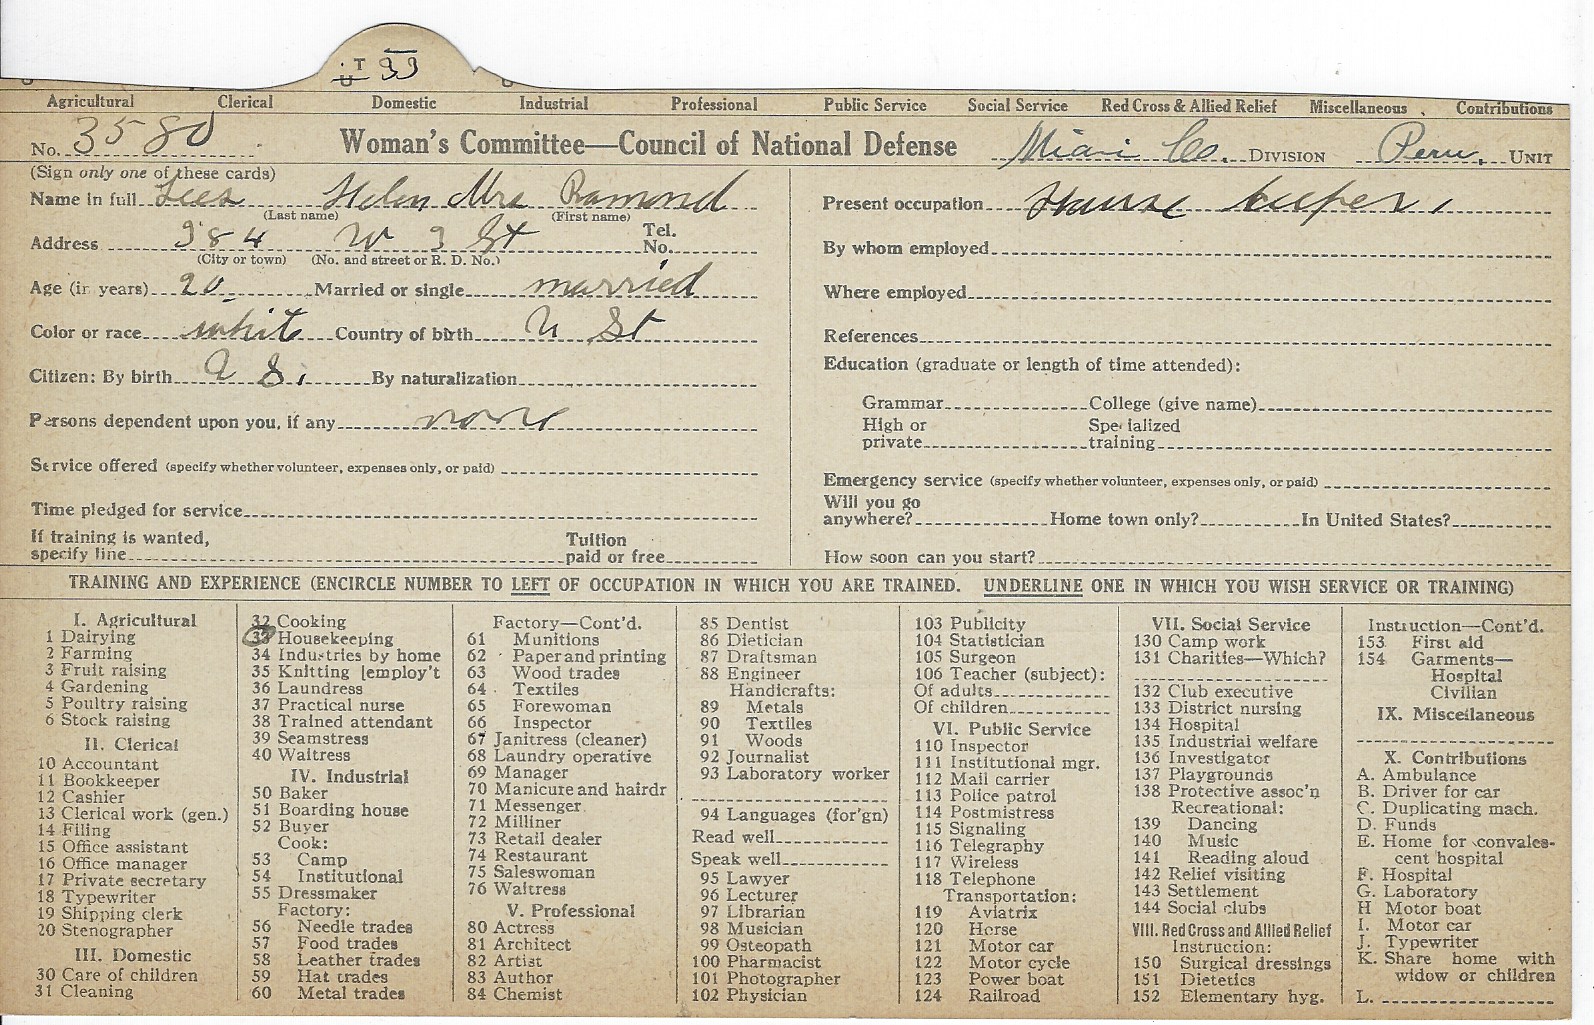 33
Agricultural Clerical Domestic Industrial Professional Public Service Social Service Red Cross & Allied Relief Miscellaneous Contributions
No. 3580 Woman's Committee—Council of National Defense Miami Co. DIVISION Peru. UNIT
(Sign only one of these cards)
Name in full Lees Helen Mrs Ramond
(Last name) (First name)
Address 384 W 3 St Tel. No.
(City or town) (No. and street or R. D. No.)
Age (in years) 20 Married or single married
Color or race white Country of birth U St
Citizen: By birth U S. By naturalization
Persons dependent upon you, if any none
Service offered (specify whether volunteer, expenses only, or paid)
Time pledged for service
If training is wanted,
specify line Tuition paid or free
Present occupation House keeper.
By whom employed
Where employed
References
Education (graduate or length of time attended):
Grammar College (give name)
High or private Specialized training
Emergency service (specify whether volunteer, expenses only, or paid)
Will you go
anywhere? Home town only? In United States?
How soon can you start?
TRAINING AND EXPERIENCE (ENCIRCLE NUMBER TO LEFT OF OCCUPATION IN WHICH YOU ARE TRAINED. UNDERLINE ONE IN WHICH YOU WISH SERVICE OR TRAINING)
I. Agricultural
1 Dairying
2 Farming
3 Fruit raising
4 Gardening
5 Poultry raising
6 Stock raising
II. Clerical
10 Accountant
11 Bookkeeper
12 Cashier
13 Clerical work (gen.)
14 Filing
15 Office assistant
16 Office manager
17 Private secretary
18 Typewriter
19 Shipping clerk
20 Stenographer
III. Domestic
30 Care of children
31 Cleaning
32 Cooking
33 Housekeeping
34 Industries by home
35 Knitting [employ't
36 Laundress
37 Practical nurse
38 Trained attendant
39 Seamstress
40 Waitress
IV. Industrial
50 Baker
51 Boarding house
52 Buyer
Cook:
53 Camp
54 Institutional
55 Dressmaker
Factory:
56 Needle trades
57 Food trades
58 Leather trades
59 Hat trades
60 Metal trades
Factory—Cont'd.
61 Munitions
62 Paper and printing
63 Wood trades
64 Textiles
65 Forewoman
66 Inspector
67 Janitress (cleaner)
68 Laundry operative
69 Manager
70 Manicure and hairdr
71 Messenger
72 Milliner
73 Retail dealer
74 Restaurant
75 Saleswoman
76 Waitress
V. Professional
80 Actress
81 Architect
82 Artist
83 Author
84 Chemist
85 Dentist
86 Dietician
87 Draftsman
88 Engineer
Handicrafts:
89 Metals
90 Textiles
91 Woods
92 Journalist
93 Laboratory worker
94 Languages (for'gn)
Read well
Speak well
95 Lawyer
96 Lecturer
97 Librarian
98 Musician
99 Osteopath
100 Pharmacist
101 Photographer
102 Physician
103 Publicity
104 Statistician
105 Surgeon
106 Teacher (subject):
Of adults
Of children
VI. Public Service
110 Inspector
111 Institutional mgr.
112 Mail carrier
113 Police patrol
114 Postmistress
115 Signaling
116 Telegraphy
117 Wireless
118 Telephone
Transportation:
119 Aviatrix
120 Horse
121 Motor car
122 Motor cycle
123 Power boat
124 Railroad
VII. Social Service
130 Camp work
131 Charities—Which?
132 Club executive
133 District nursing
134 Hospital
135 Industrial welfare
136 Investigator
137 Playgrounds
138 Protective assoc'n
Recreational:
139 Dancing
140 Music
141 Reading aloud
142 Relief visiting
143 Settlement
144 Social clubs
VIII. Red Cross and Allied Relief
Instruction:
150 Surgical dressings
151 Dietetics
152 Elementary hyg.
Instruction—Cont'd.
153 First aid
154 Garments—
Hospital
Civilian
IX. Miscellaneous
X. Contributions
A. Ambulance
B. Driver for car
C. Duplicating mach.
D. Funds
E. Home for convales-
cent hospital
F. Hospital
G. Laboratory
H Motor boat
I. Motor car
J. Typewriter
K. Share home with
widow or children
L.